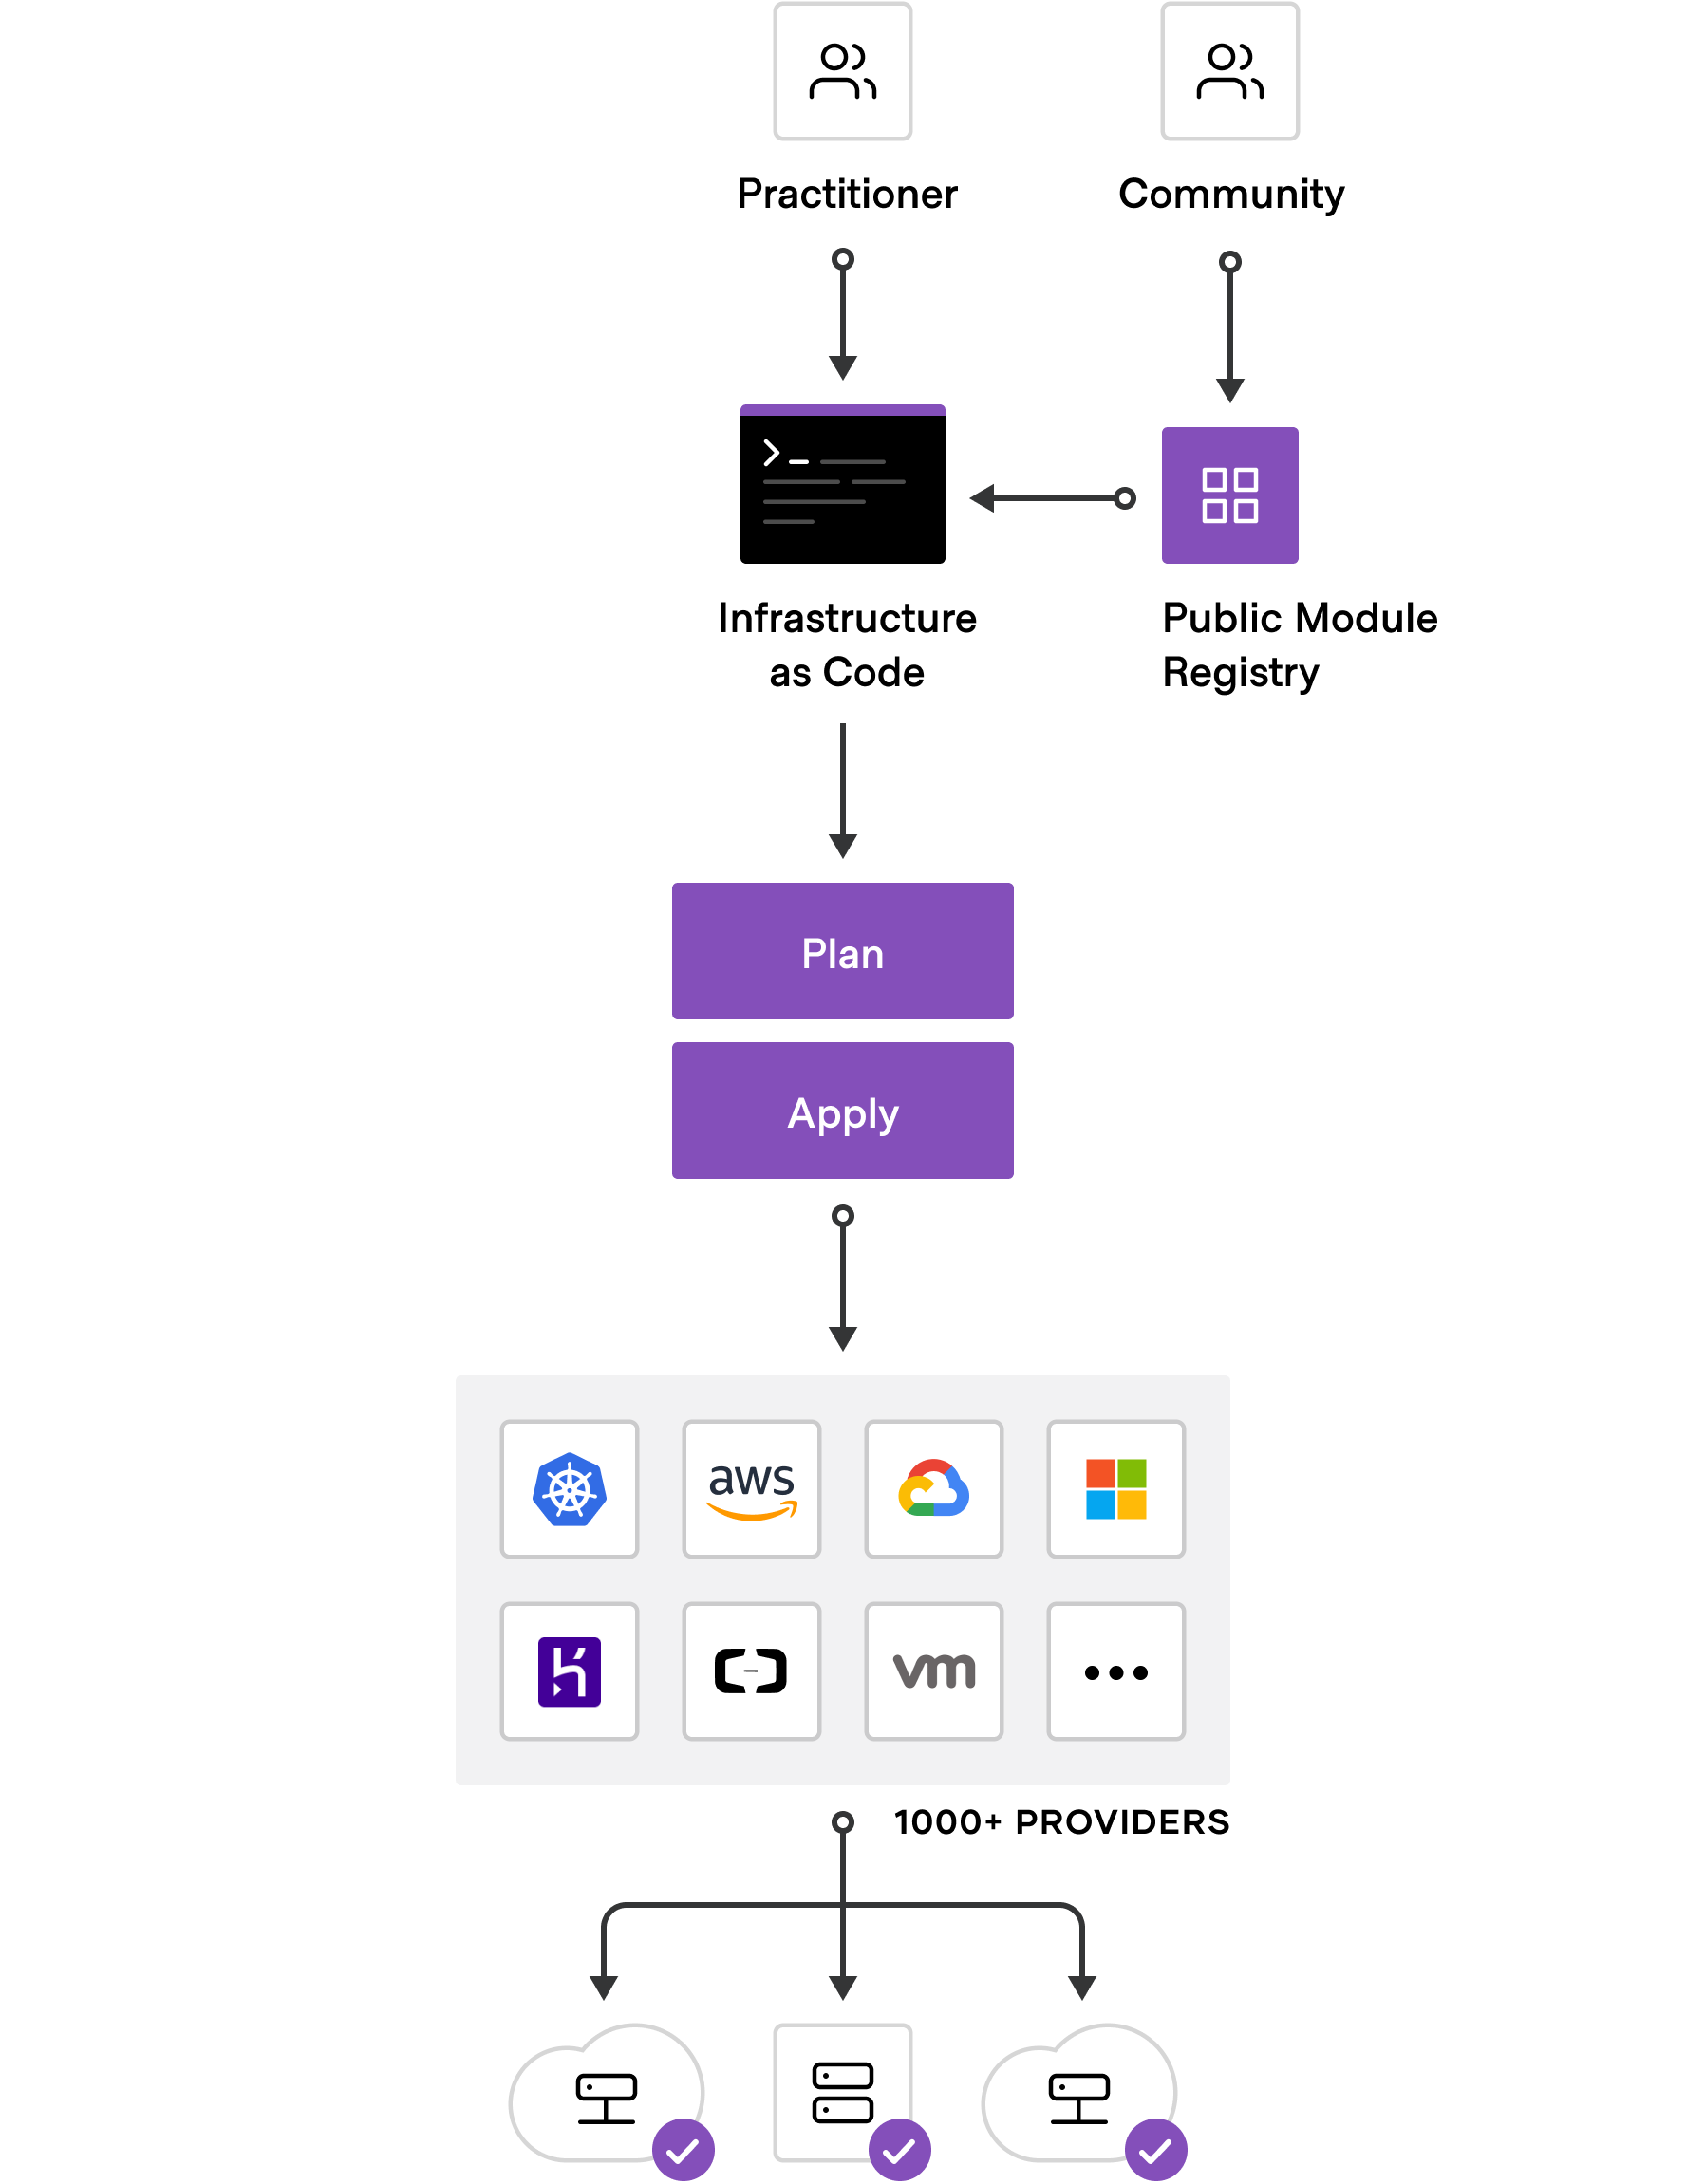 Practitioner
Community
Infrastructure
as Code
Public Module
Registry
Plan
Apply
aws
vm
1000+ PROVIDERS